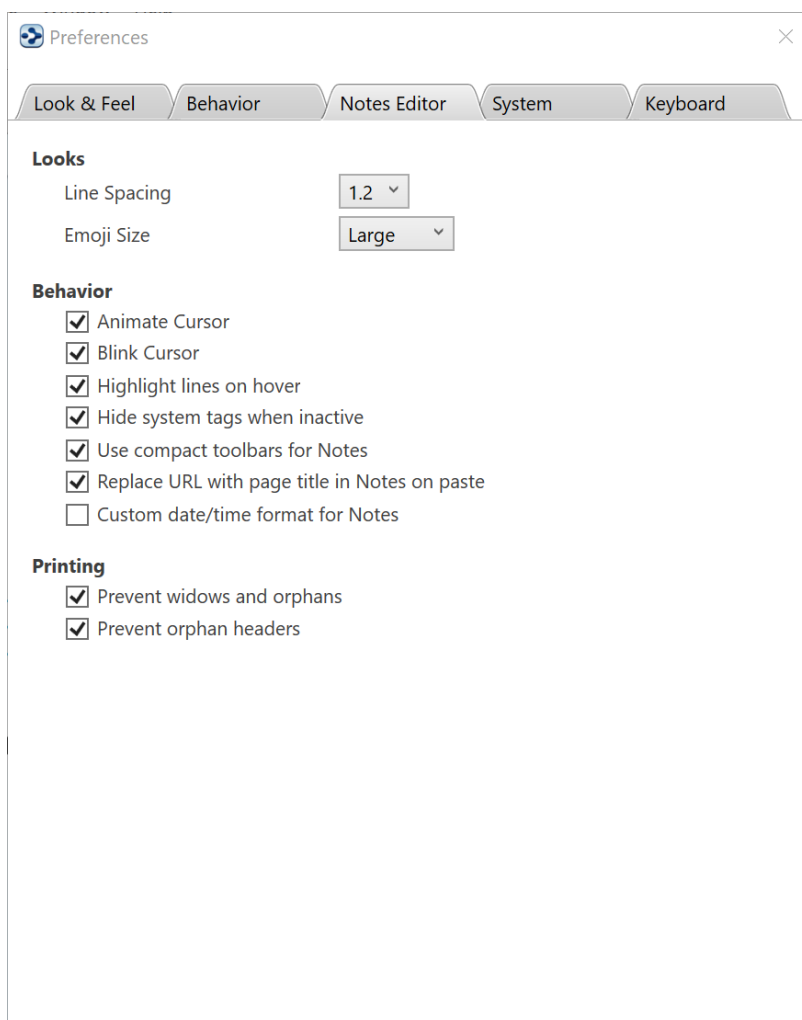 Preferences
Look & Feel Behavior Notes Editor System Keyboard
Looks
Line Spacing 1.2
Emoji Size Large
Behavior
Animate Cursor
Blink Cursor
Highlight lines on hover
Hide system tags when inactive
Use compact toolbars for Notes
Replace URL with page title in Notes on paste
Custom date/time format for Notes
Printing
Prevent widows and orphans
Prevent orphan headers